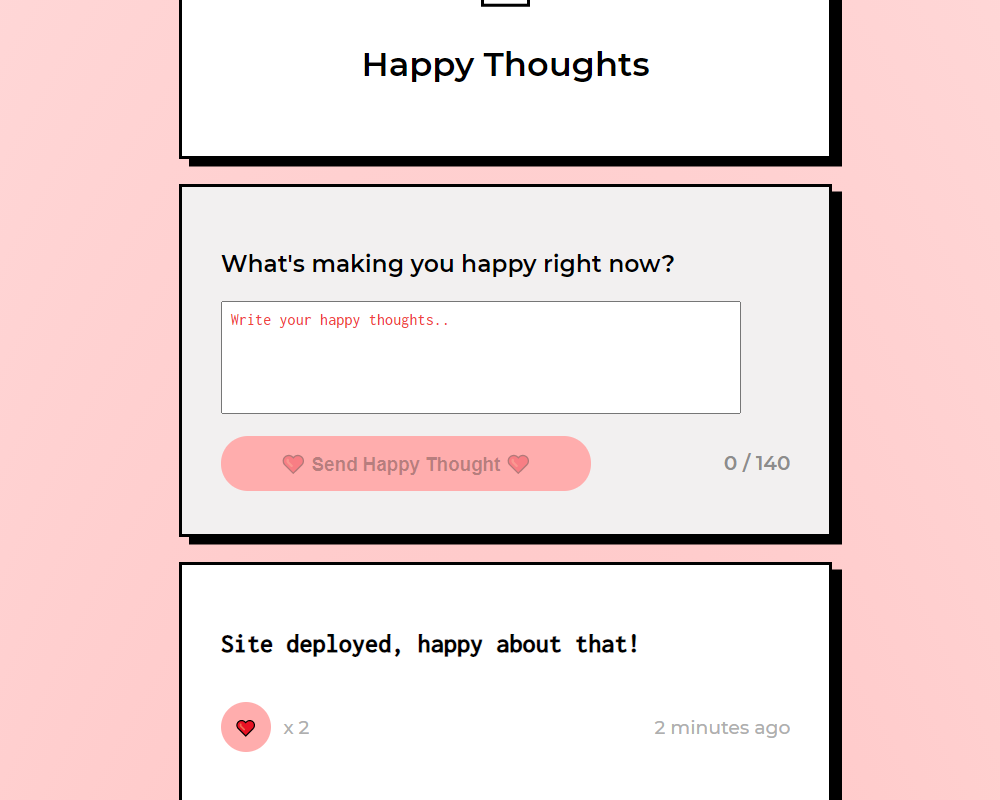 Happy Thoughts
What's making you happy right now?
Write your happy thoughts..
Send Happy Thought
0 / 140
Site deployed, happy about that!
x 2
2 minutes ago